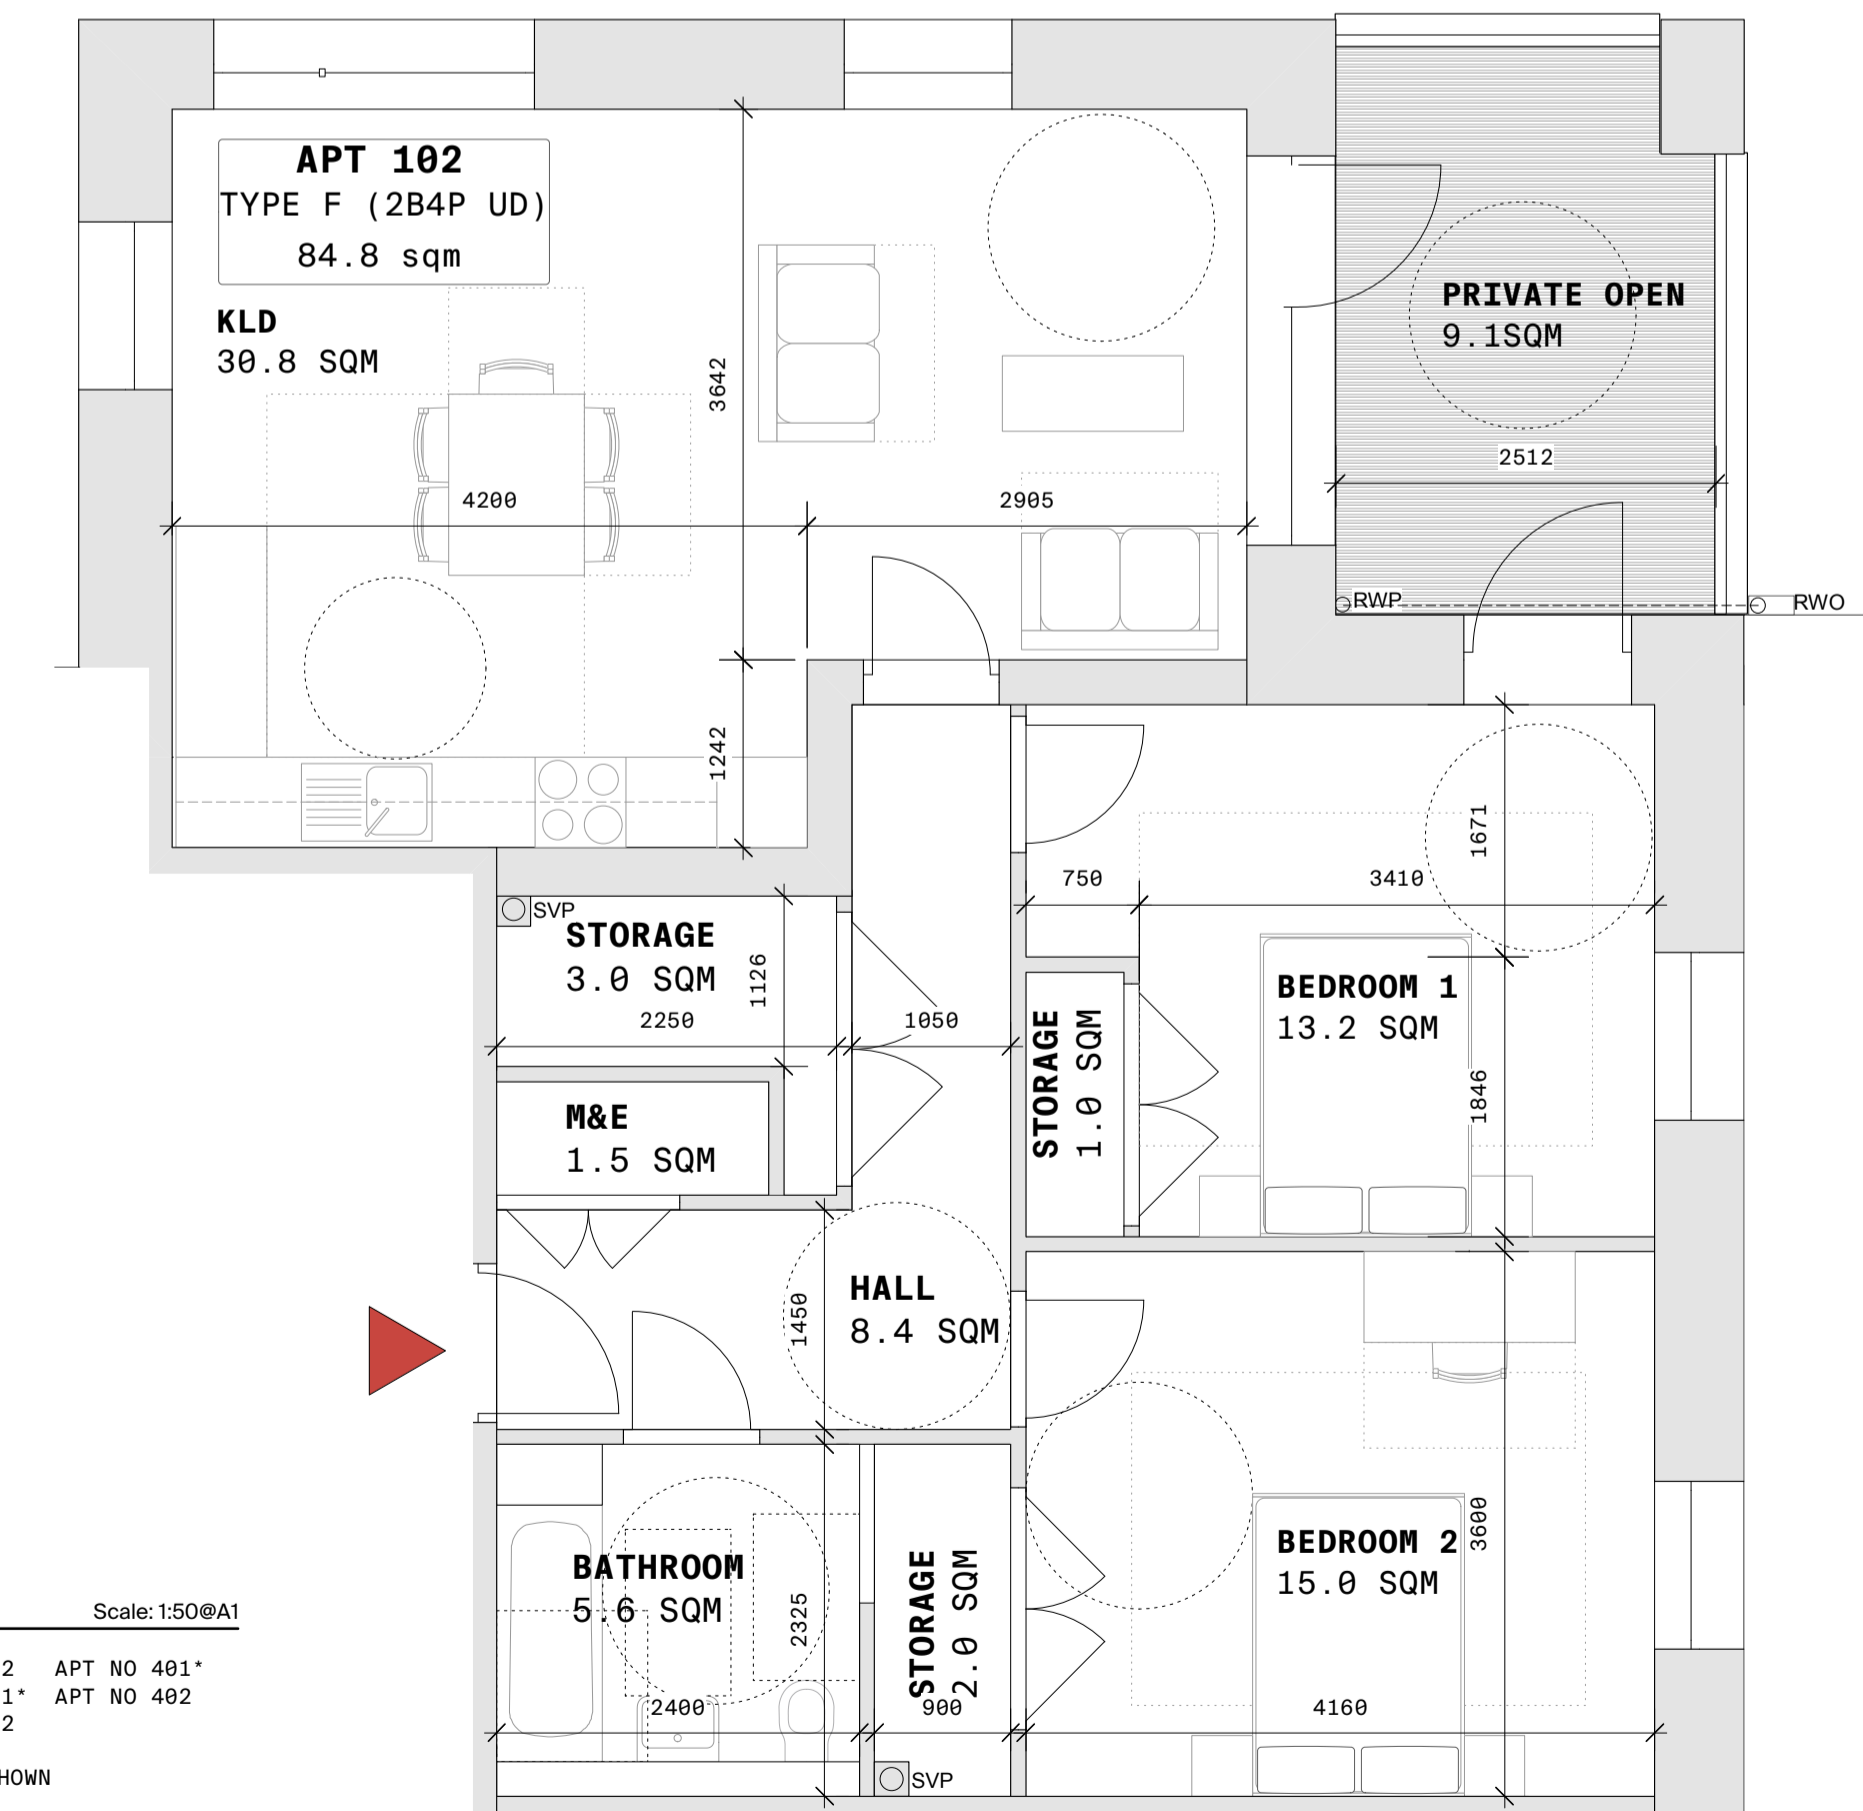 APT 102
TYPE F (2B4P UD)
84.8 sqm
KLD
30.8 SQM
3642
PRIVATE OPEN
9.1SQM
2512
4200
2905
RWP
RWO
1242
1671
750
3410
SVP
STORAGE
3.0 SQM
1126
2250
1050
STORAGE
1.0 SQM
BEDROOM 1
13.2 SQM
1846
M&E
1.5 SQM
HALL
8.4 SQM
1450
BATHROOM
5.6 SQM
2325
2400
STORAGE
2.0 SQM
900
SVP
BEDROOM 2
15.0 SQM
3600
4160
Scale: 1:50@A1
2 APT NO 401*
1* APT NO 402
2
HOWN